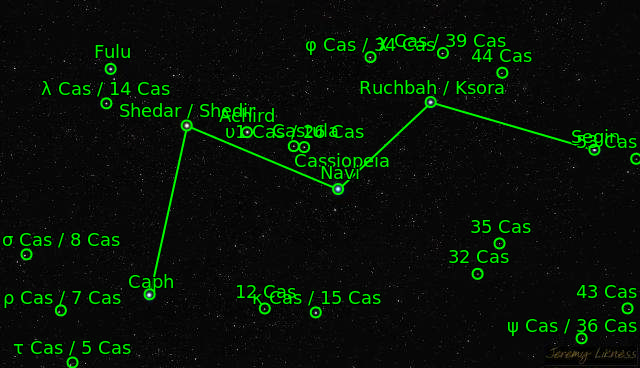 Fulu
λ Cas / 14 Cas
φ Cas / 34 Cas
χ Cas / 39 Cas
44 Cas
Ruchbah / Ksora
Shedar / Shedir
Achird
υ1 Cas / 26 Cas
Castula
Segin
Cassiopeia
Navi
σ Cas / 8 Cas
35 Cas
32 Cas
Caph
ρ Cas / 7 Cas
12 Cas
κ Cas / 15 Cas
43 Cas
ψ Cas / 36 Cas
τ Cas / 5 Cas
Jeremy Likness